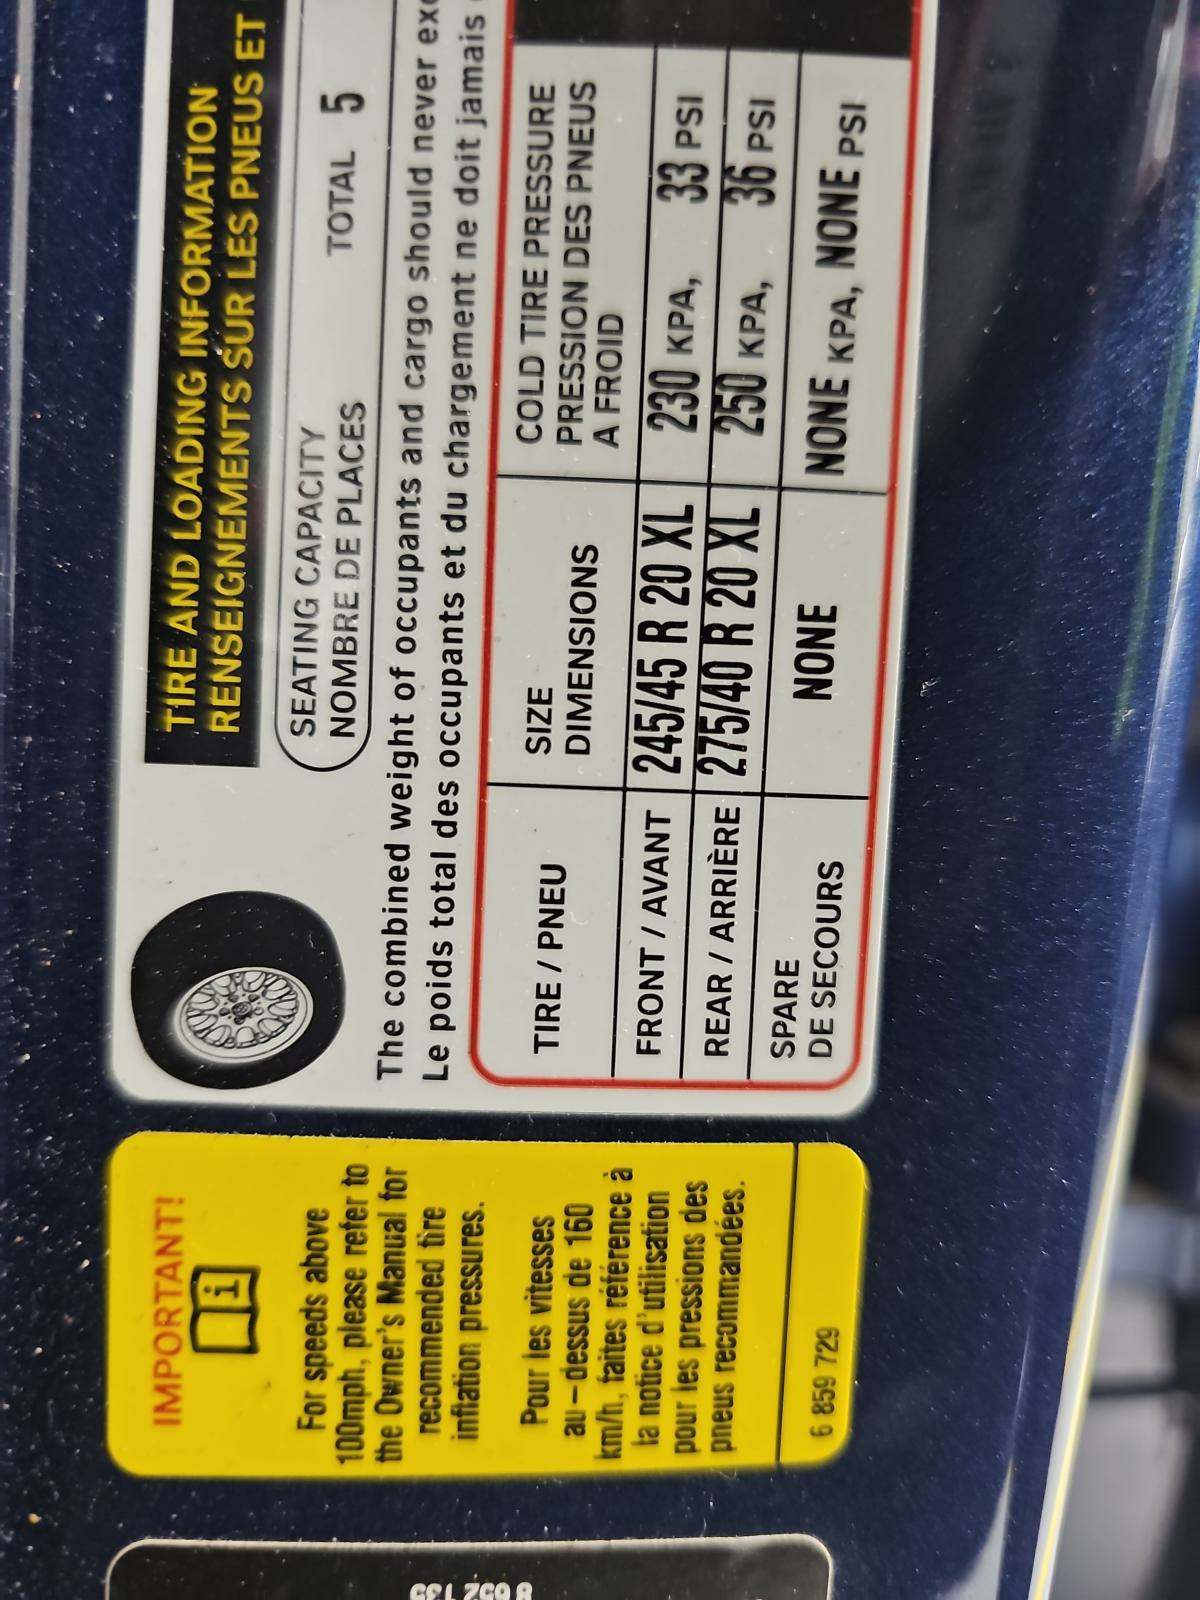 TIRE AND LOADING INFORMATION
RENSEIGNEMENTS SUR LES PNEUS ET
SEATING CAPACITY
NOMBRE DE PLACES
TOTAL 5
The combined weight of occupants and cargo should never
Le poids total des occupants et du chargement ne doit jamais
TIRE / PNEU
SIZE
DIMENSIONS
COLD TIRE PRESSURE
PRESSION DES PNEUS
A FROID
FRONT / AVANT 245/45 R 20 XL 230 KPA, 33 PSI
REAR / ARRIÈRE 275/40 R 20 XL 250 KPA, 36 PSI
SPARE
DE SECOURS
NONE NONE KPA, NONE PSI
IMPORTANT!
i
For speeds above
100mph, please refer to
the Owner's Manual for
recommended tire
inflation pressures.
Pour les vitesses
au-dessus de 160
km/h, faites référence à
la notice d'utilisation
pour les pressions des
pneus recommandées.
6 859 729
8 652 135